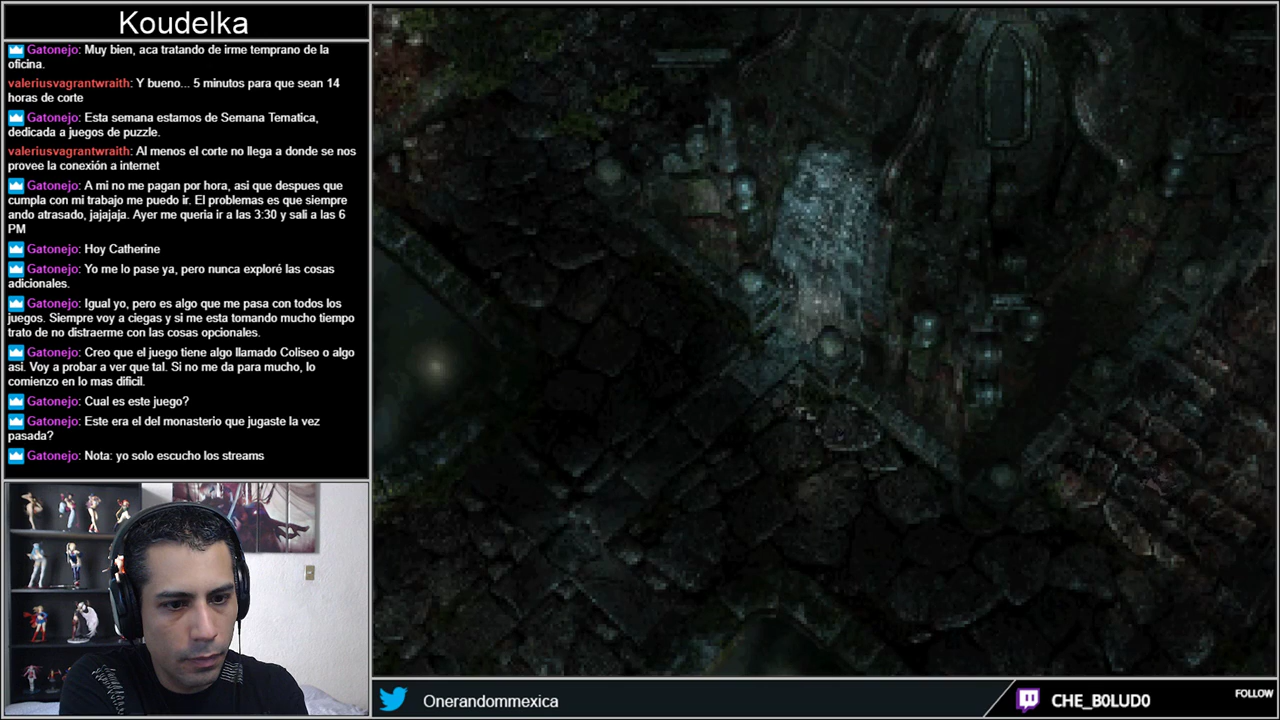 Koudelka
Gatonejo: Muy bien, aca tratando de irme temprano de la
oficina.
valeriusvagrantwraith: Y bueno... 5 minutos para que sean 14
horas de corte
Gatonejo: Esta semana estamos de Semana Tematica,
dedicada a juegos de puzzle.
valeriusvagrantwraith: Al menos el corte no llega a donde se nos
provee la conexión a internet
Gatonejo: A mi no me pagan por hora, asi que despues que
cumpla con mi trabajo me puedo ir. El problemas es que siempre
ando atrasado, jajajaja. Ayer me queria ir a las 3:30 y sali a las 6
PM
Gatonejo: Hoy Catherine
Gatonejo: Yo me lo pase ya, pero nunca exploré las cosas
adicionales.
Gatonejo: Igual yo, pero es algo que me pasa con todos los
juegos. Siempre voy a ciegas y si me esta tomando mucho tiempo
trato de no distraerme con las cosas opcionales.
Gatonejo: Creo que el juego tiene algo llamado Coliseo o algo
asi. Voy a probar a ver que tal. Si no me da para mucho, lo
comienzo en lo mas dificil.
Gatonejo: Cual es este juego?
Gatonejo: Este era el del monasterio que jugaste la vez
pasada?
Gatonejo: Nota: yo solo escucho los streams
Onerandommexica
CHE_B0LUD0
FOLLOW